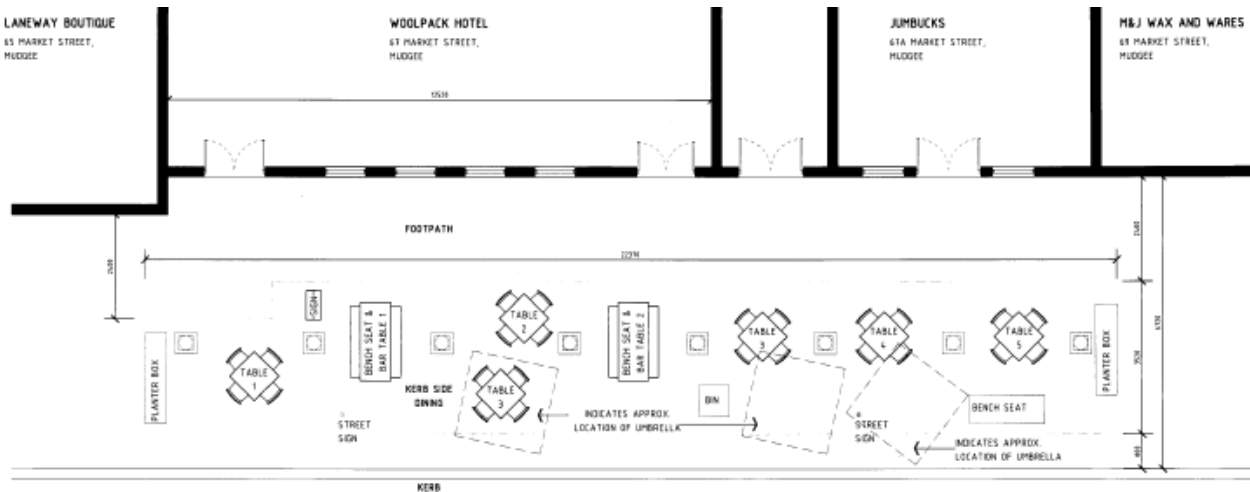 LANEWAY BOUTIQUE
65 MARKET STREET,
MUDGEE
WOOLPACK HOTEL
67 MARKET STREET,
MUDGEE
JUMBUCKS
67A MARKET STREET,
MUDGEE
M&J WAX AND WARES
69 MARKET STREET,
MUDGEE
FOOTPATH
2400
2400
SIGN
BENCH SEAT &
BAR TABLE 1
TABLE
2
BENCH SEAT &
BAR TABLE 2
TABLE
3
TABLE
4
TABLE
5
PLANTER BOX
PLANTER BOX
TABLE
1
KERB SIDE
DINING
TABLE
3
BIN
BENCH SEAT
STREET
SIGN
INDICATES APPROX.
LOCATION OF UMBRELLA
STREET
SIGN
INDICATES APPROX.
LOCATION OF UMBRELLA
KERB